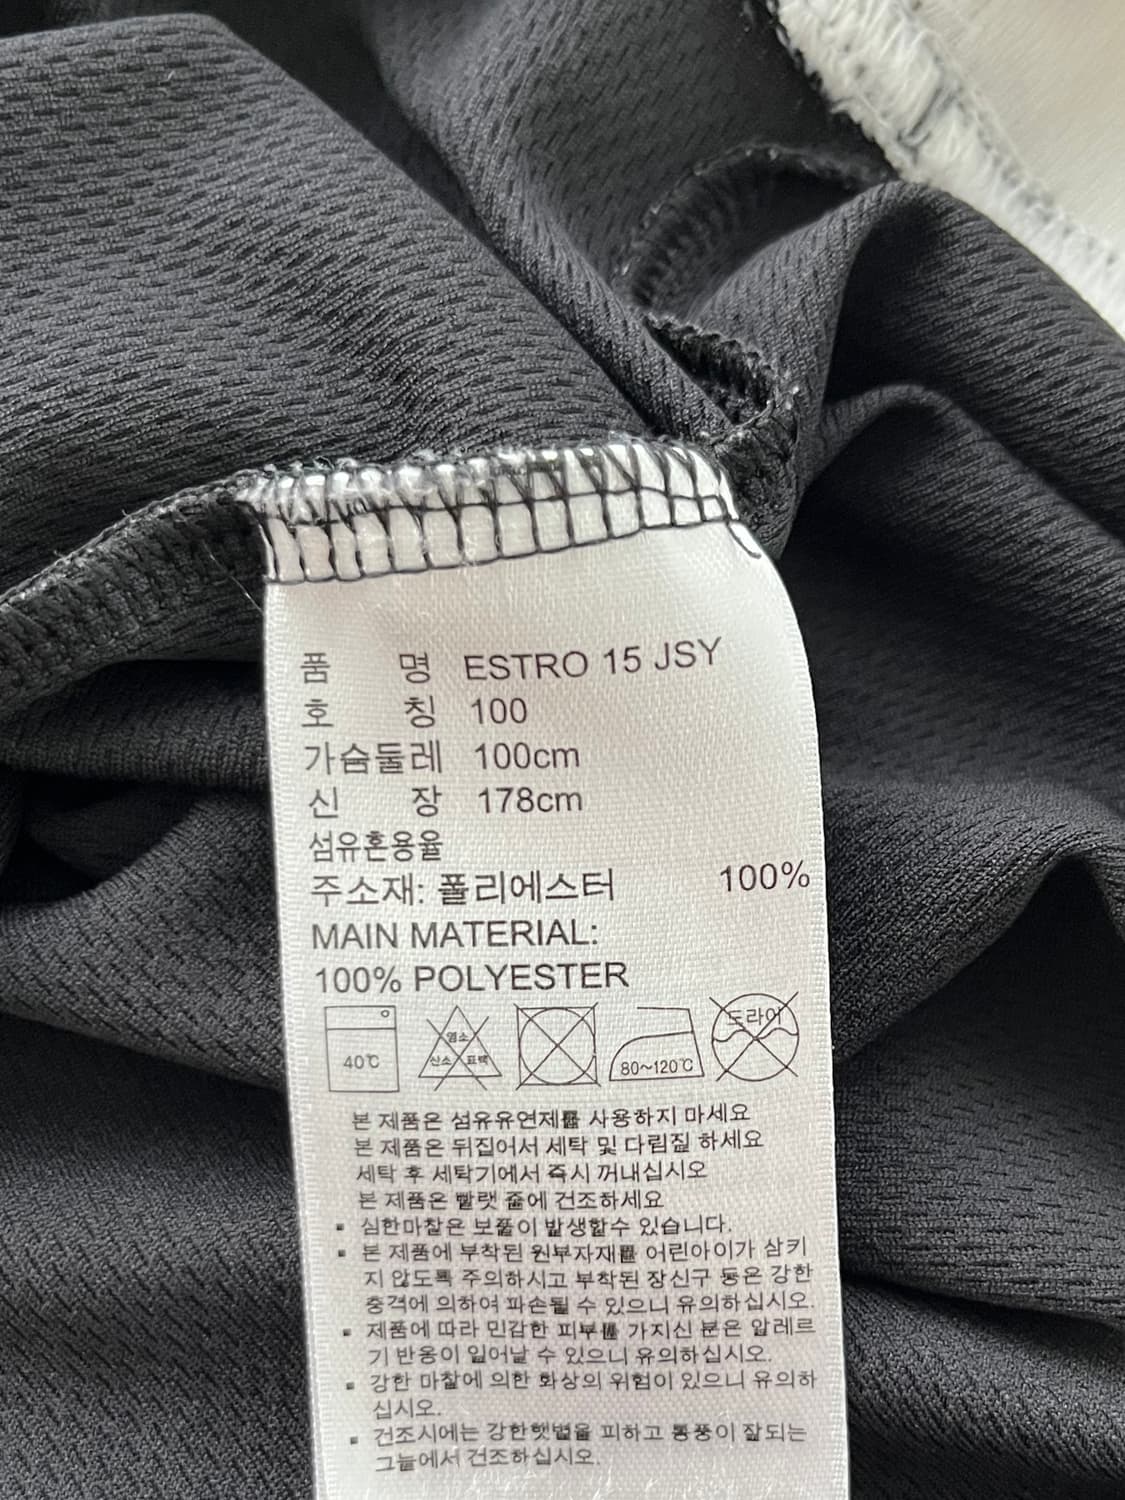 품 명 ESTRO 15 JSY
호 칭 100
가슴둘레 100cm
신 장 178cm
섬유혼용율
주소재: 폴리에스터 100%
MAIN MATERIAL:
100% POLYESTER
40℃ 염소 산소 표백 80~120℃ 드라이
본 제품은 섬유유연제를 사용하지 마세요
본 제품은 뒤집어서 세탁 및 다림질 하세요
세탁 후 세탁기에서 즉시 꺼내십시오
본 제품은 빨랫 줄에 건조하세요
▪ 심한마찰은 보풀이 발생할수 있습니다.
▪ 본 제품에 부착된 원부자재를 어린아이가 삼키
지 않도록 주의하시고 부착된 장신구 등은 강한
충격에 의하여 파손될 수 있으니 유의하십시오.
▪ 제품에 따라 민감한 피부를 가지신 분은 알레르
기 반응이 일어날 수 있으니 유의하십시오.
▪ 강한 마찰에 의한 화상의 위험이 있으니 유의하
십시오.
▪ 건조시에는 강한햇볕을 피하고 통풍이 잘되는
그늘에서 건조하십시오.